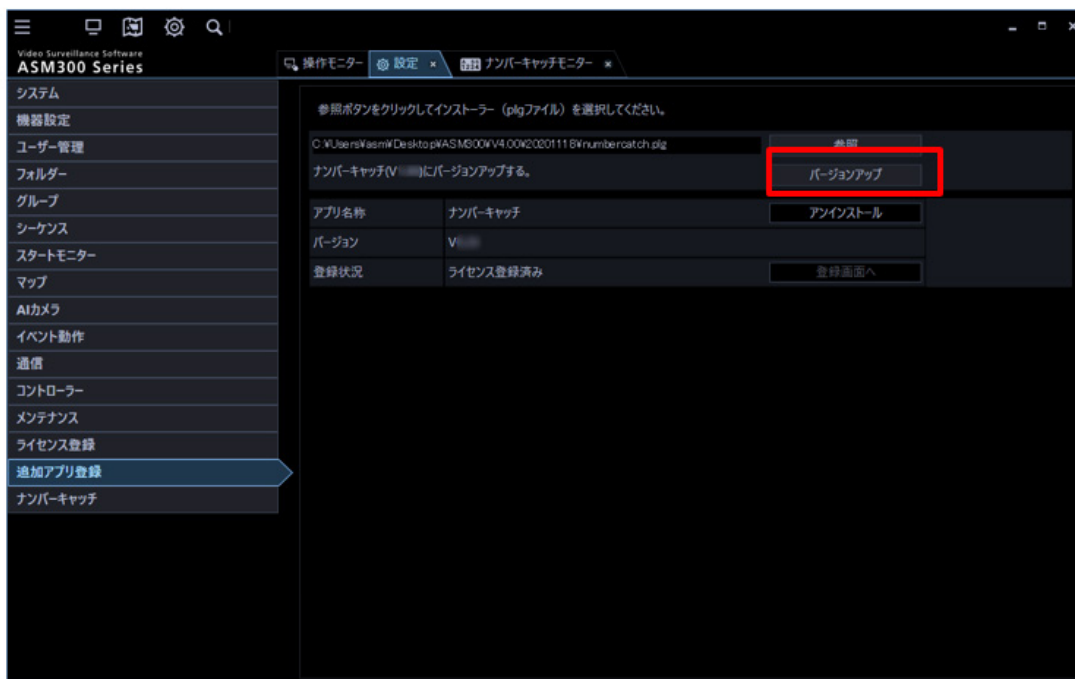 Video Surveillance Software
ASM300 Series
操作モニター 設定 × ナンバーキャッチモニター ×
システム
機器設定
ユーザー管理
フォルダー
グループ
シーケンス
スタートモニター
マップ
AIカメラ
イベント動作
通信
コントローラー
メンテナンス
ライセンス登録
追加アプリ登録
ナンバーキャッチ
参照ボタンをクリックしてインストーラー（plgファイル）を選択してください。
C:¥Users¥asm¥Desktop¥ASM300¥V4.00¥20201118¥numbercatch.plg 参照
ナンバーキャッチ(V )にバージョンアップする。 バージョンアップ
アプリ名称 ナンバーキャッチ アンインストール
バージョン V
登録状況 ライセンス登録済み 登録画面へ